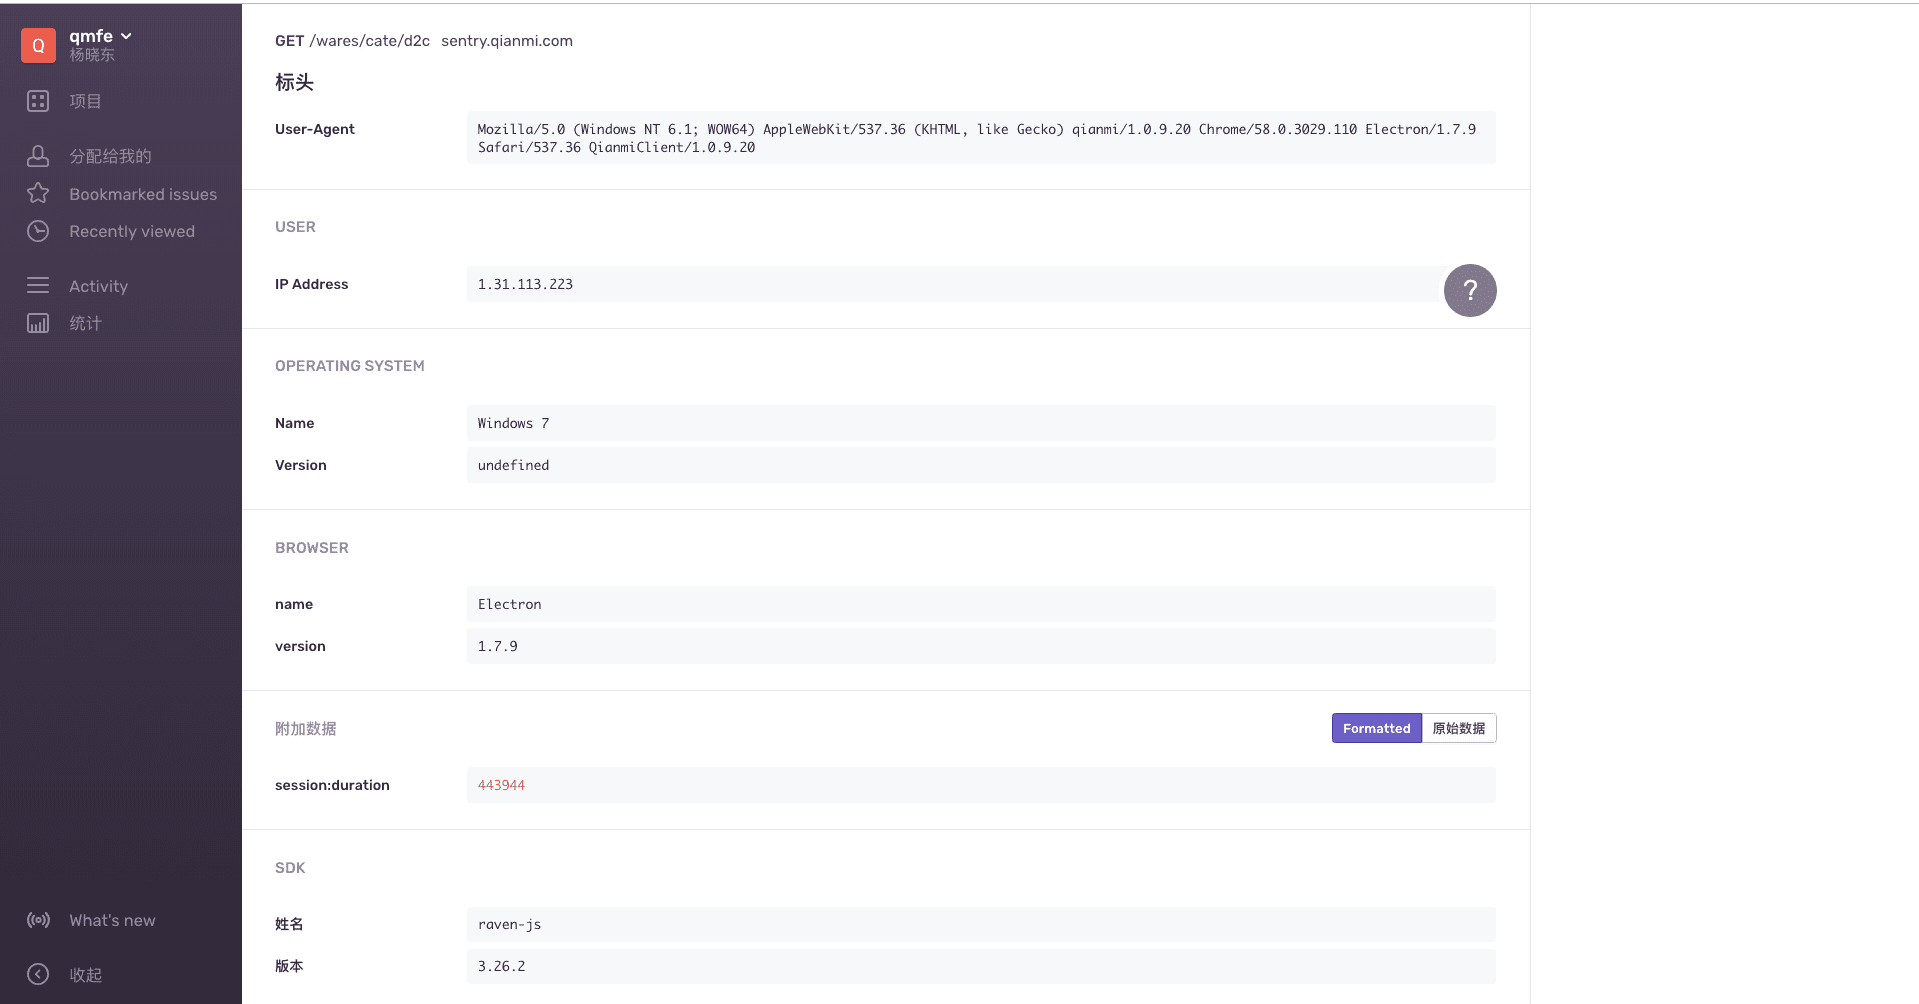 Q
qmfe
杨晓东
项目
分配给我的
Bookmarked issues
Recently viewed
Activity
统计
What's new
收起
GET /wares/cate/d2c sentry.qianmi.com
标头
User-Agent
Mozilla/5.0 (Windows NT 6.1; WOW64) AppleWebKit/537.36 (KHTML, like Gecko) qianmi/1.0.9.20 Chrome/58.0.3029.110 Electron/1.7.9
Safari/537.36 QianmiClient/1.0.9.20
USER
IP Address 1.31.113.223
?
OPERATING SYSTEM
Name Windows 7
Version undefined
BROWSER
name Electron
version 1.7.9
附加数据 Formatted 原始数据
session:duration 443944
SDK
姓名 raven-js
版本 3.26.2